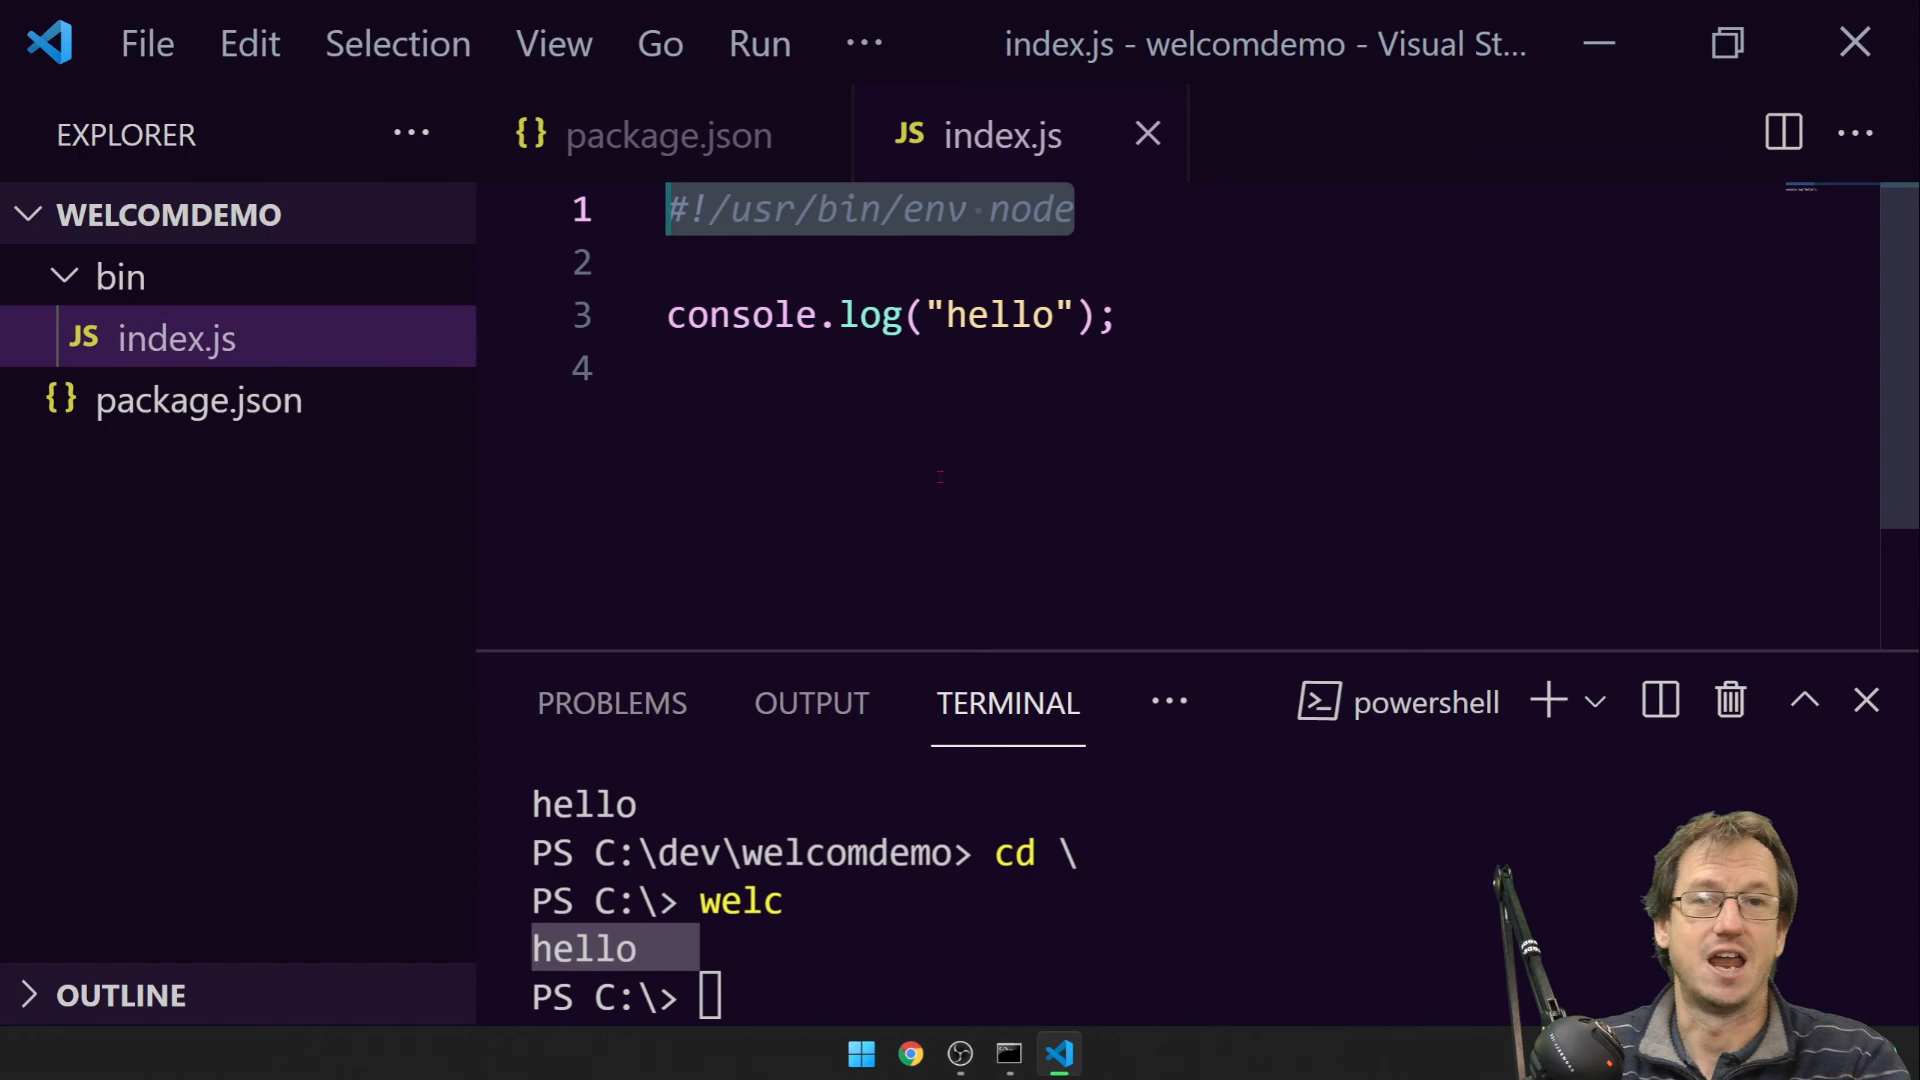 File Edit Selection View Go Run ··· index.js - welcomdemo - Visual St...
EXPLORER ···
{} package.json JS index.js
WELCOMDEMO
bin
JS index.js
{} package.json
1 #!/usr/bin/env·node
2
3 console.log("hello");
4
PROBLEMS OUTPUT TERMINAL ··· powershell
hello
PS C:\dev\welcomdemo> cd \
PS C:\> welc
hello
PS C:\>
OUTLINE